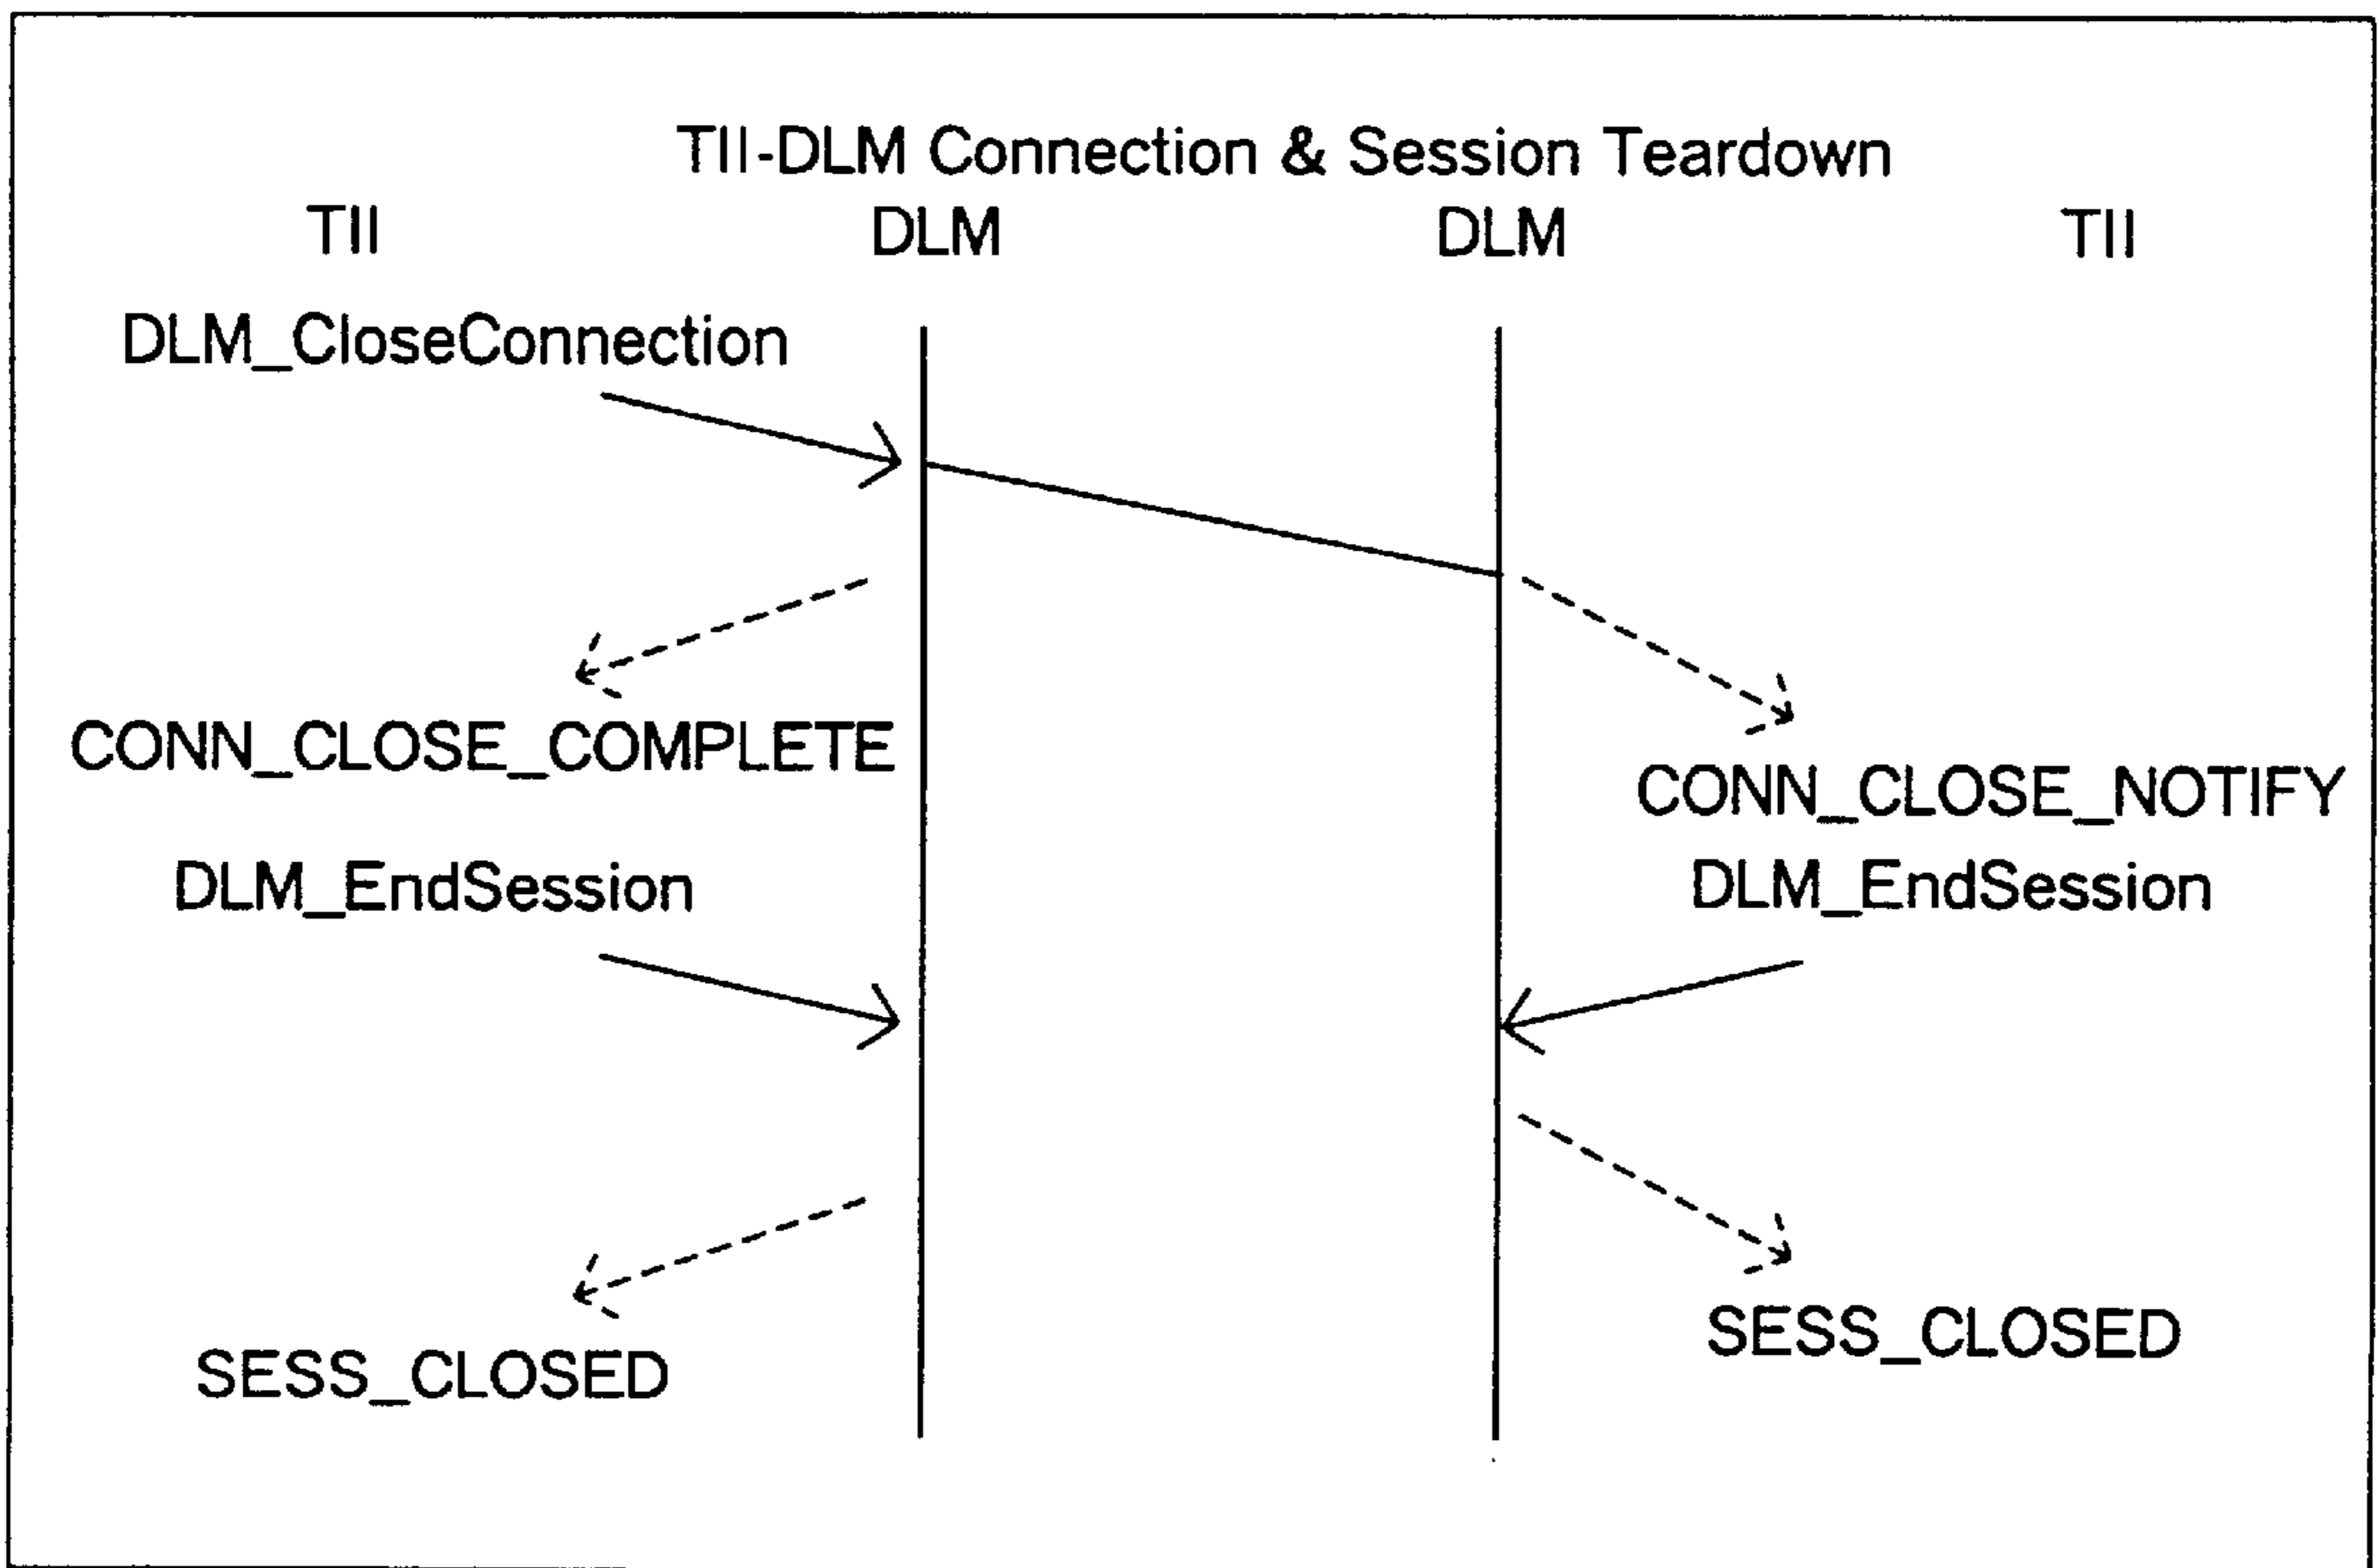 TII-DLM Connection & Session Teardown
TII DLM DLM TII
DLM_CloseConnection
CONN_CLOSE_COMPLETE
CONN_CLOSE_NOTIFY
DLM_EndSession DLM_EndSession
SESS_CLOSED
SESS_CLOSED